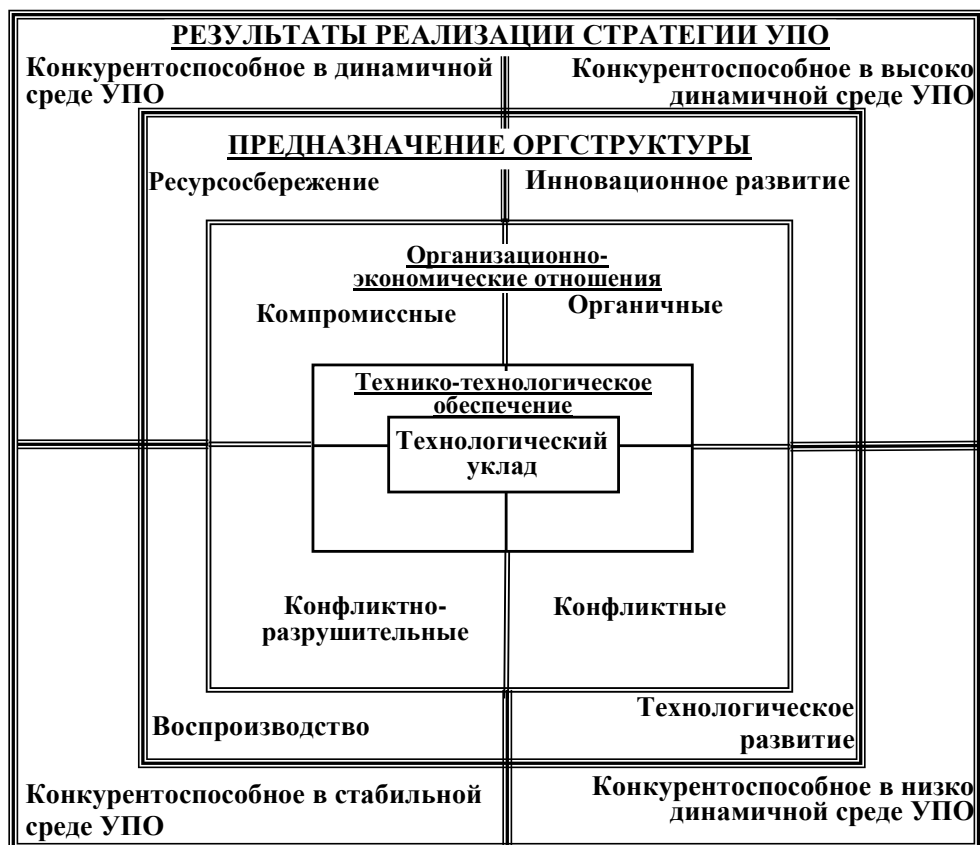 РЕЗУЛЬТАТЫ РЕАЛИЗАЦИИ СТРАТЕГИИ УПО
Конкурентоспособное в динамичной
среде УПО
Конкурентоспособное в высоко
динамичной среде УПО
ПРЕДНАЗНАЧЕНИЕ ОРГСТРУКТУРЫ
Ресурсосбережение
Инновационное развитие
Организационно-
экономические отношения
Компромиссные
Органичные
Технико-технологическое
обеспечение
Технологический
уклад
Конфликтно-
разрушительные
Конфликтные
Воспроизводство
Технологическое
развитие
Конкурентоспособное в стабильной
среде УПО
Конкурентоспособное в низко
динамичной среде УПО